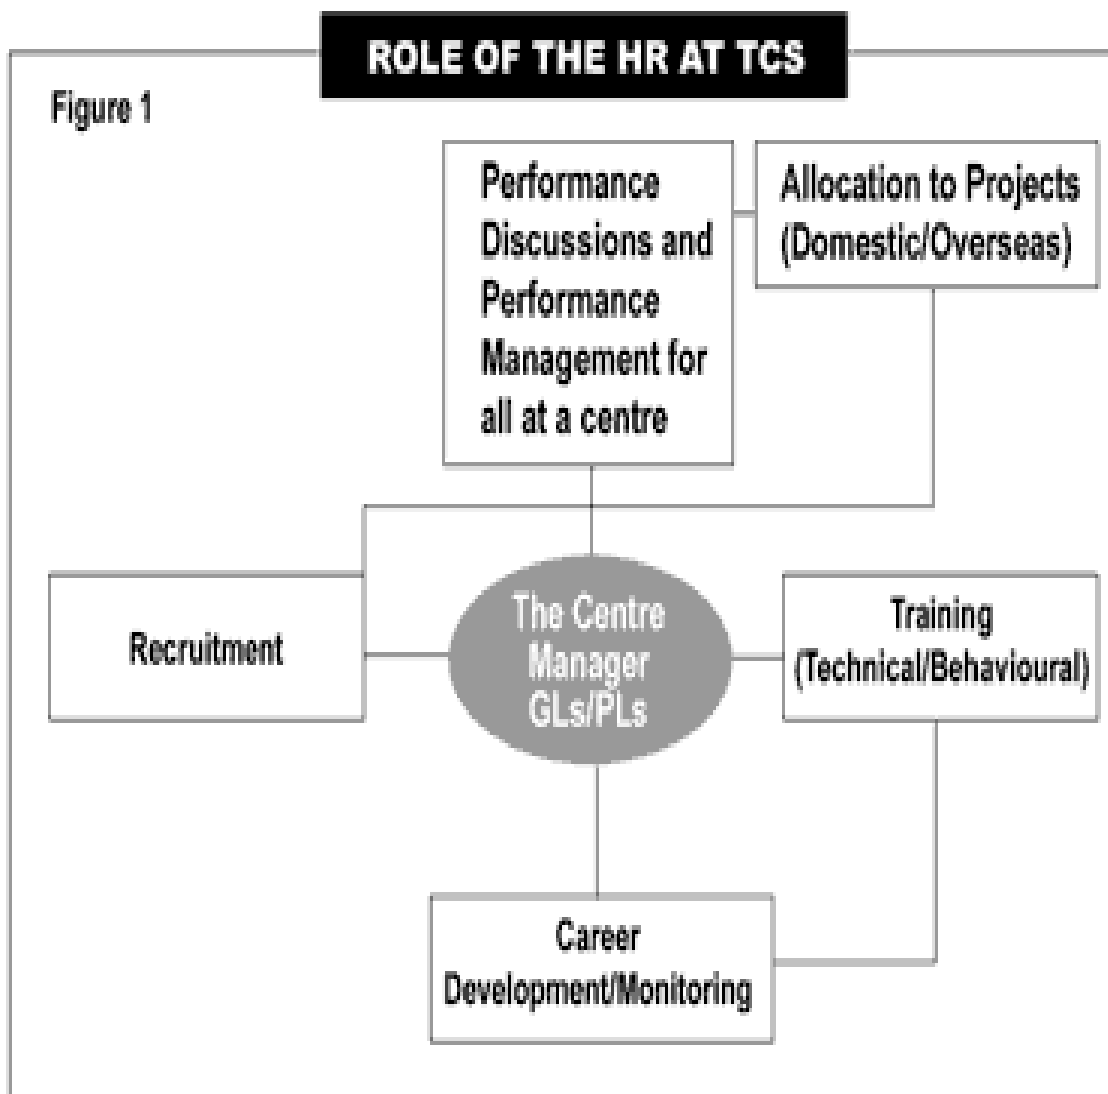 ROLE OF THE HR AT TCS
Figure 1
Performance
Discussions and
Performance
Management for
all at a centre
Allocation to Projects
(Domestic/Overseas)
Recruitment
The Centre
Manager
GLs/PLs
Training
(Technical/Behavioural)
Career
Development/Monitoring